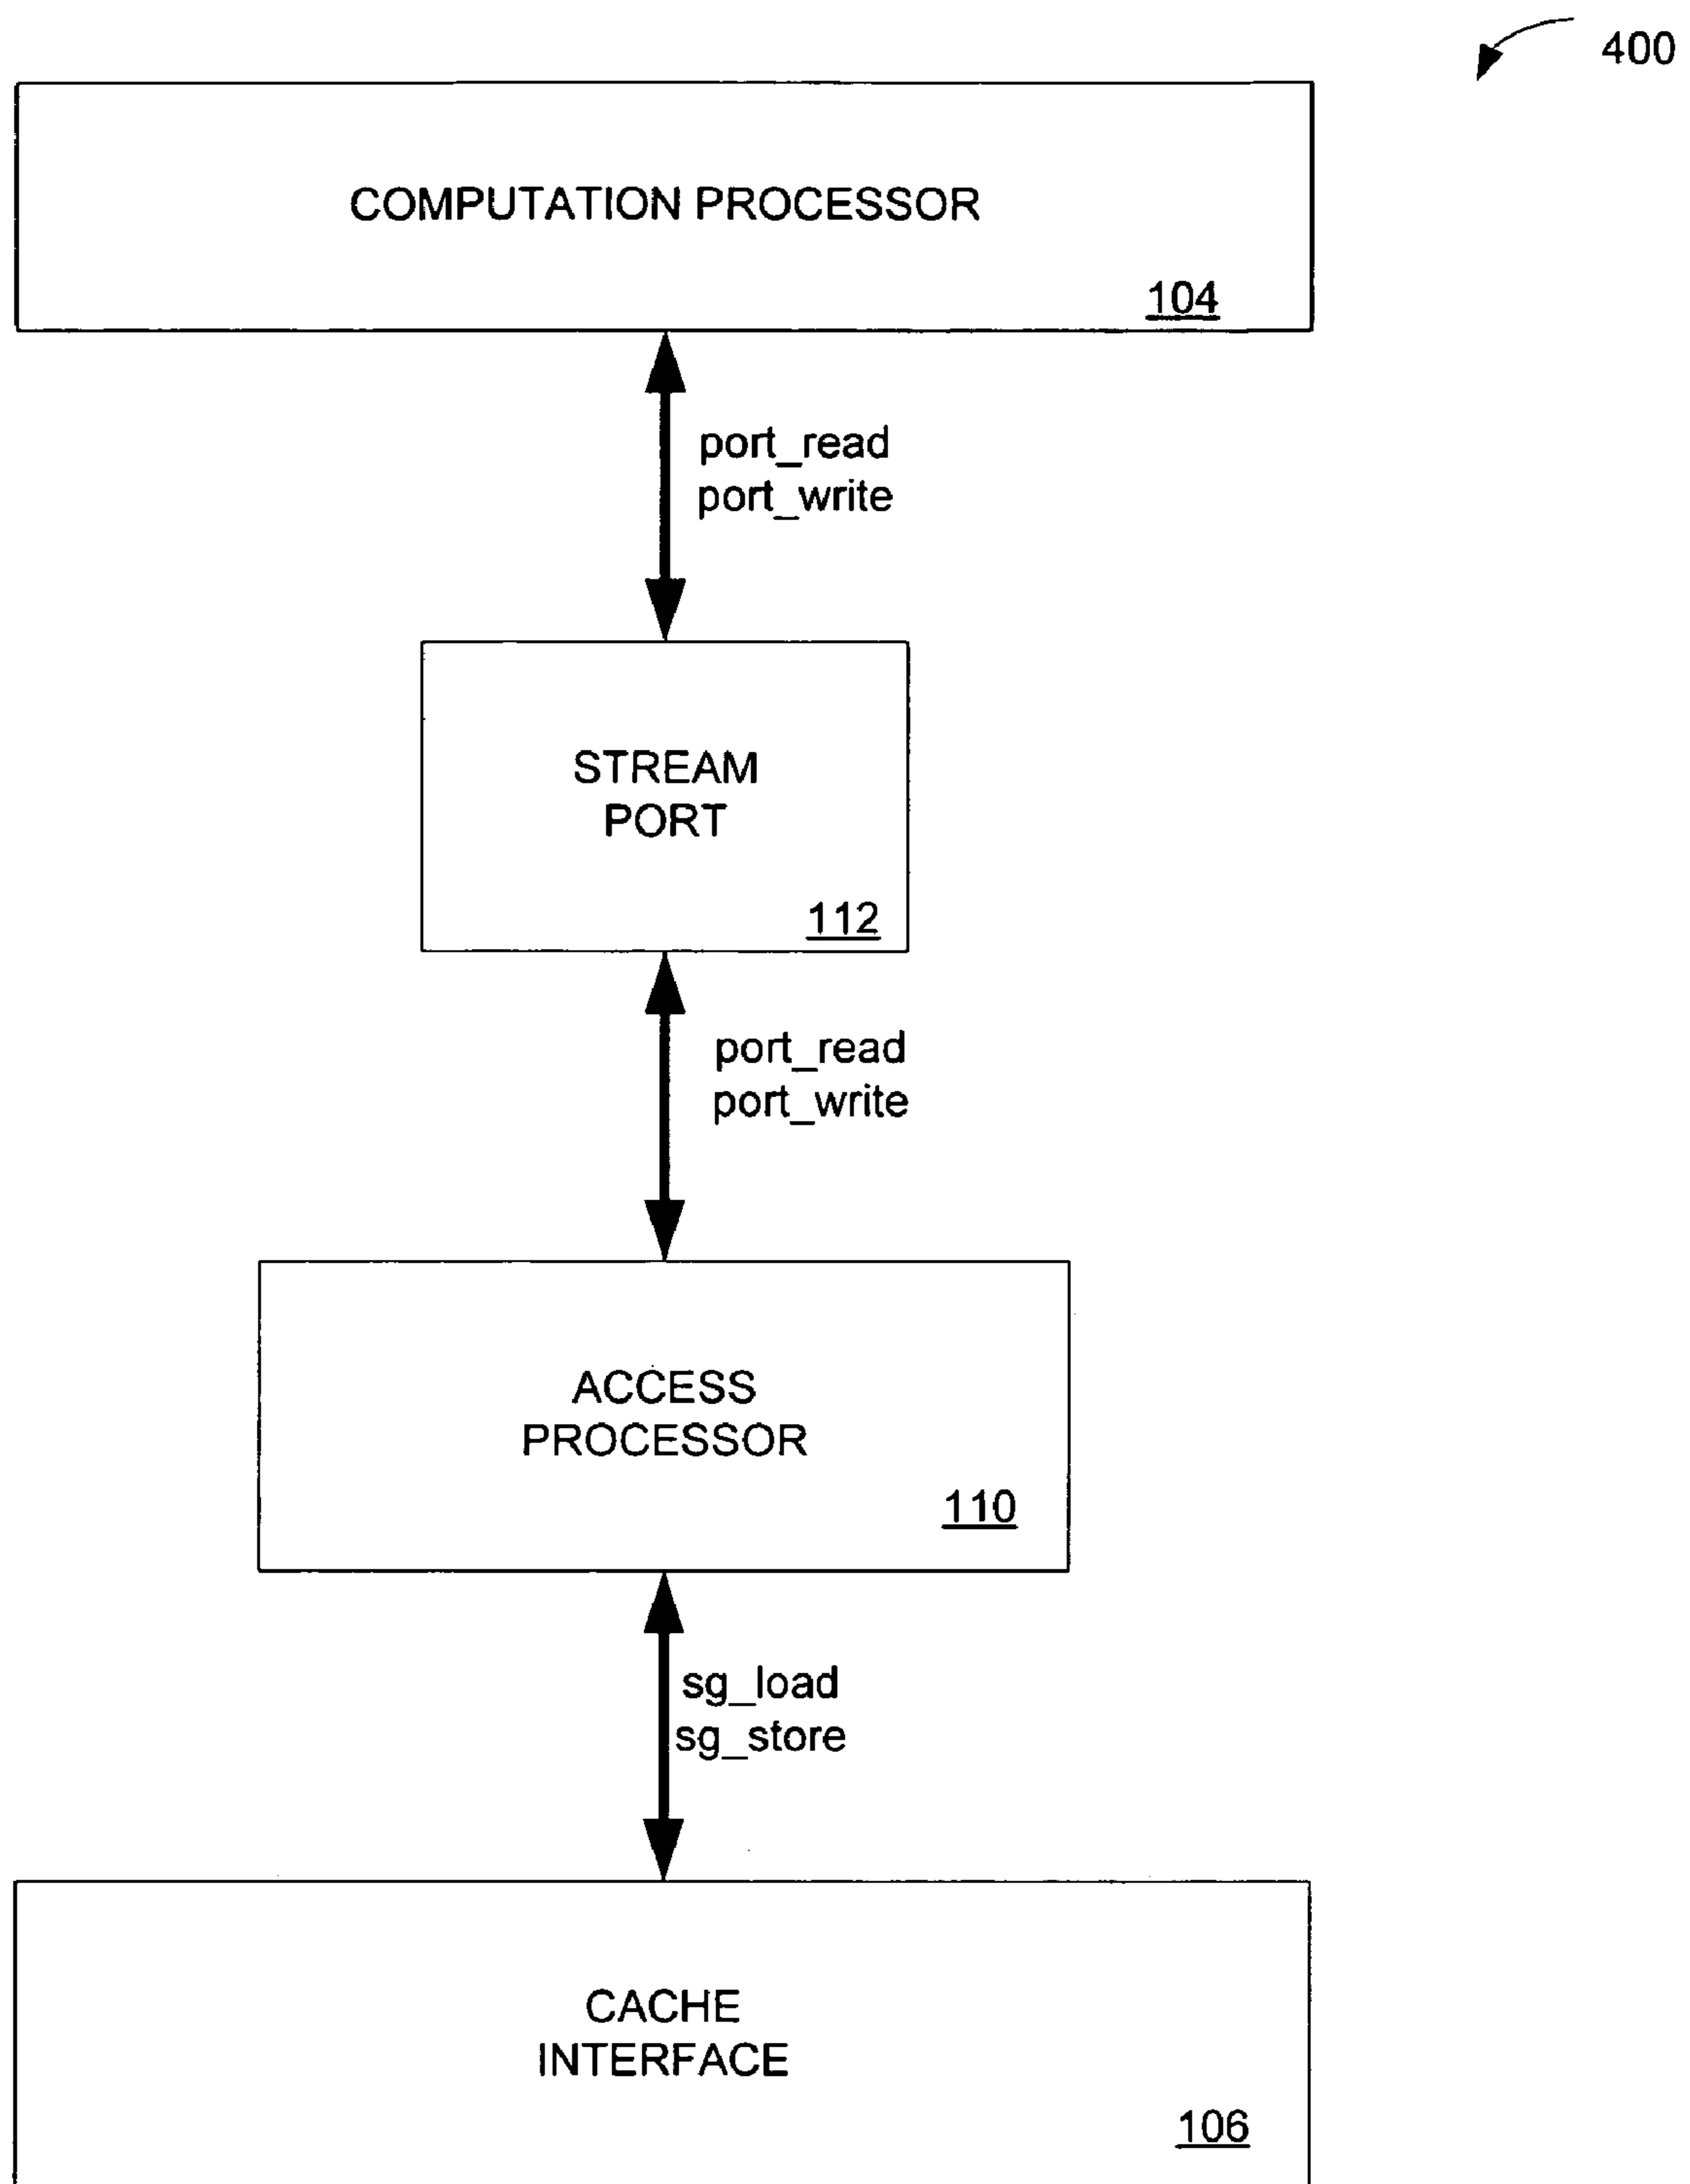 400
COMPUTATION PROCESSOR
104
port_read
port_write
STREAM
PORT
112
port_read
port_write
ACCESS
PROCESSOR
110
sg_load
sg_store
CACHE
INTERFACE
106